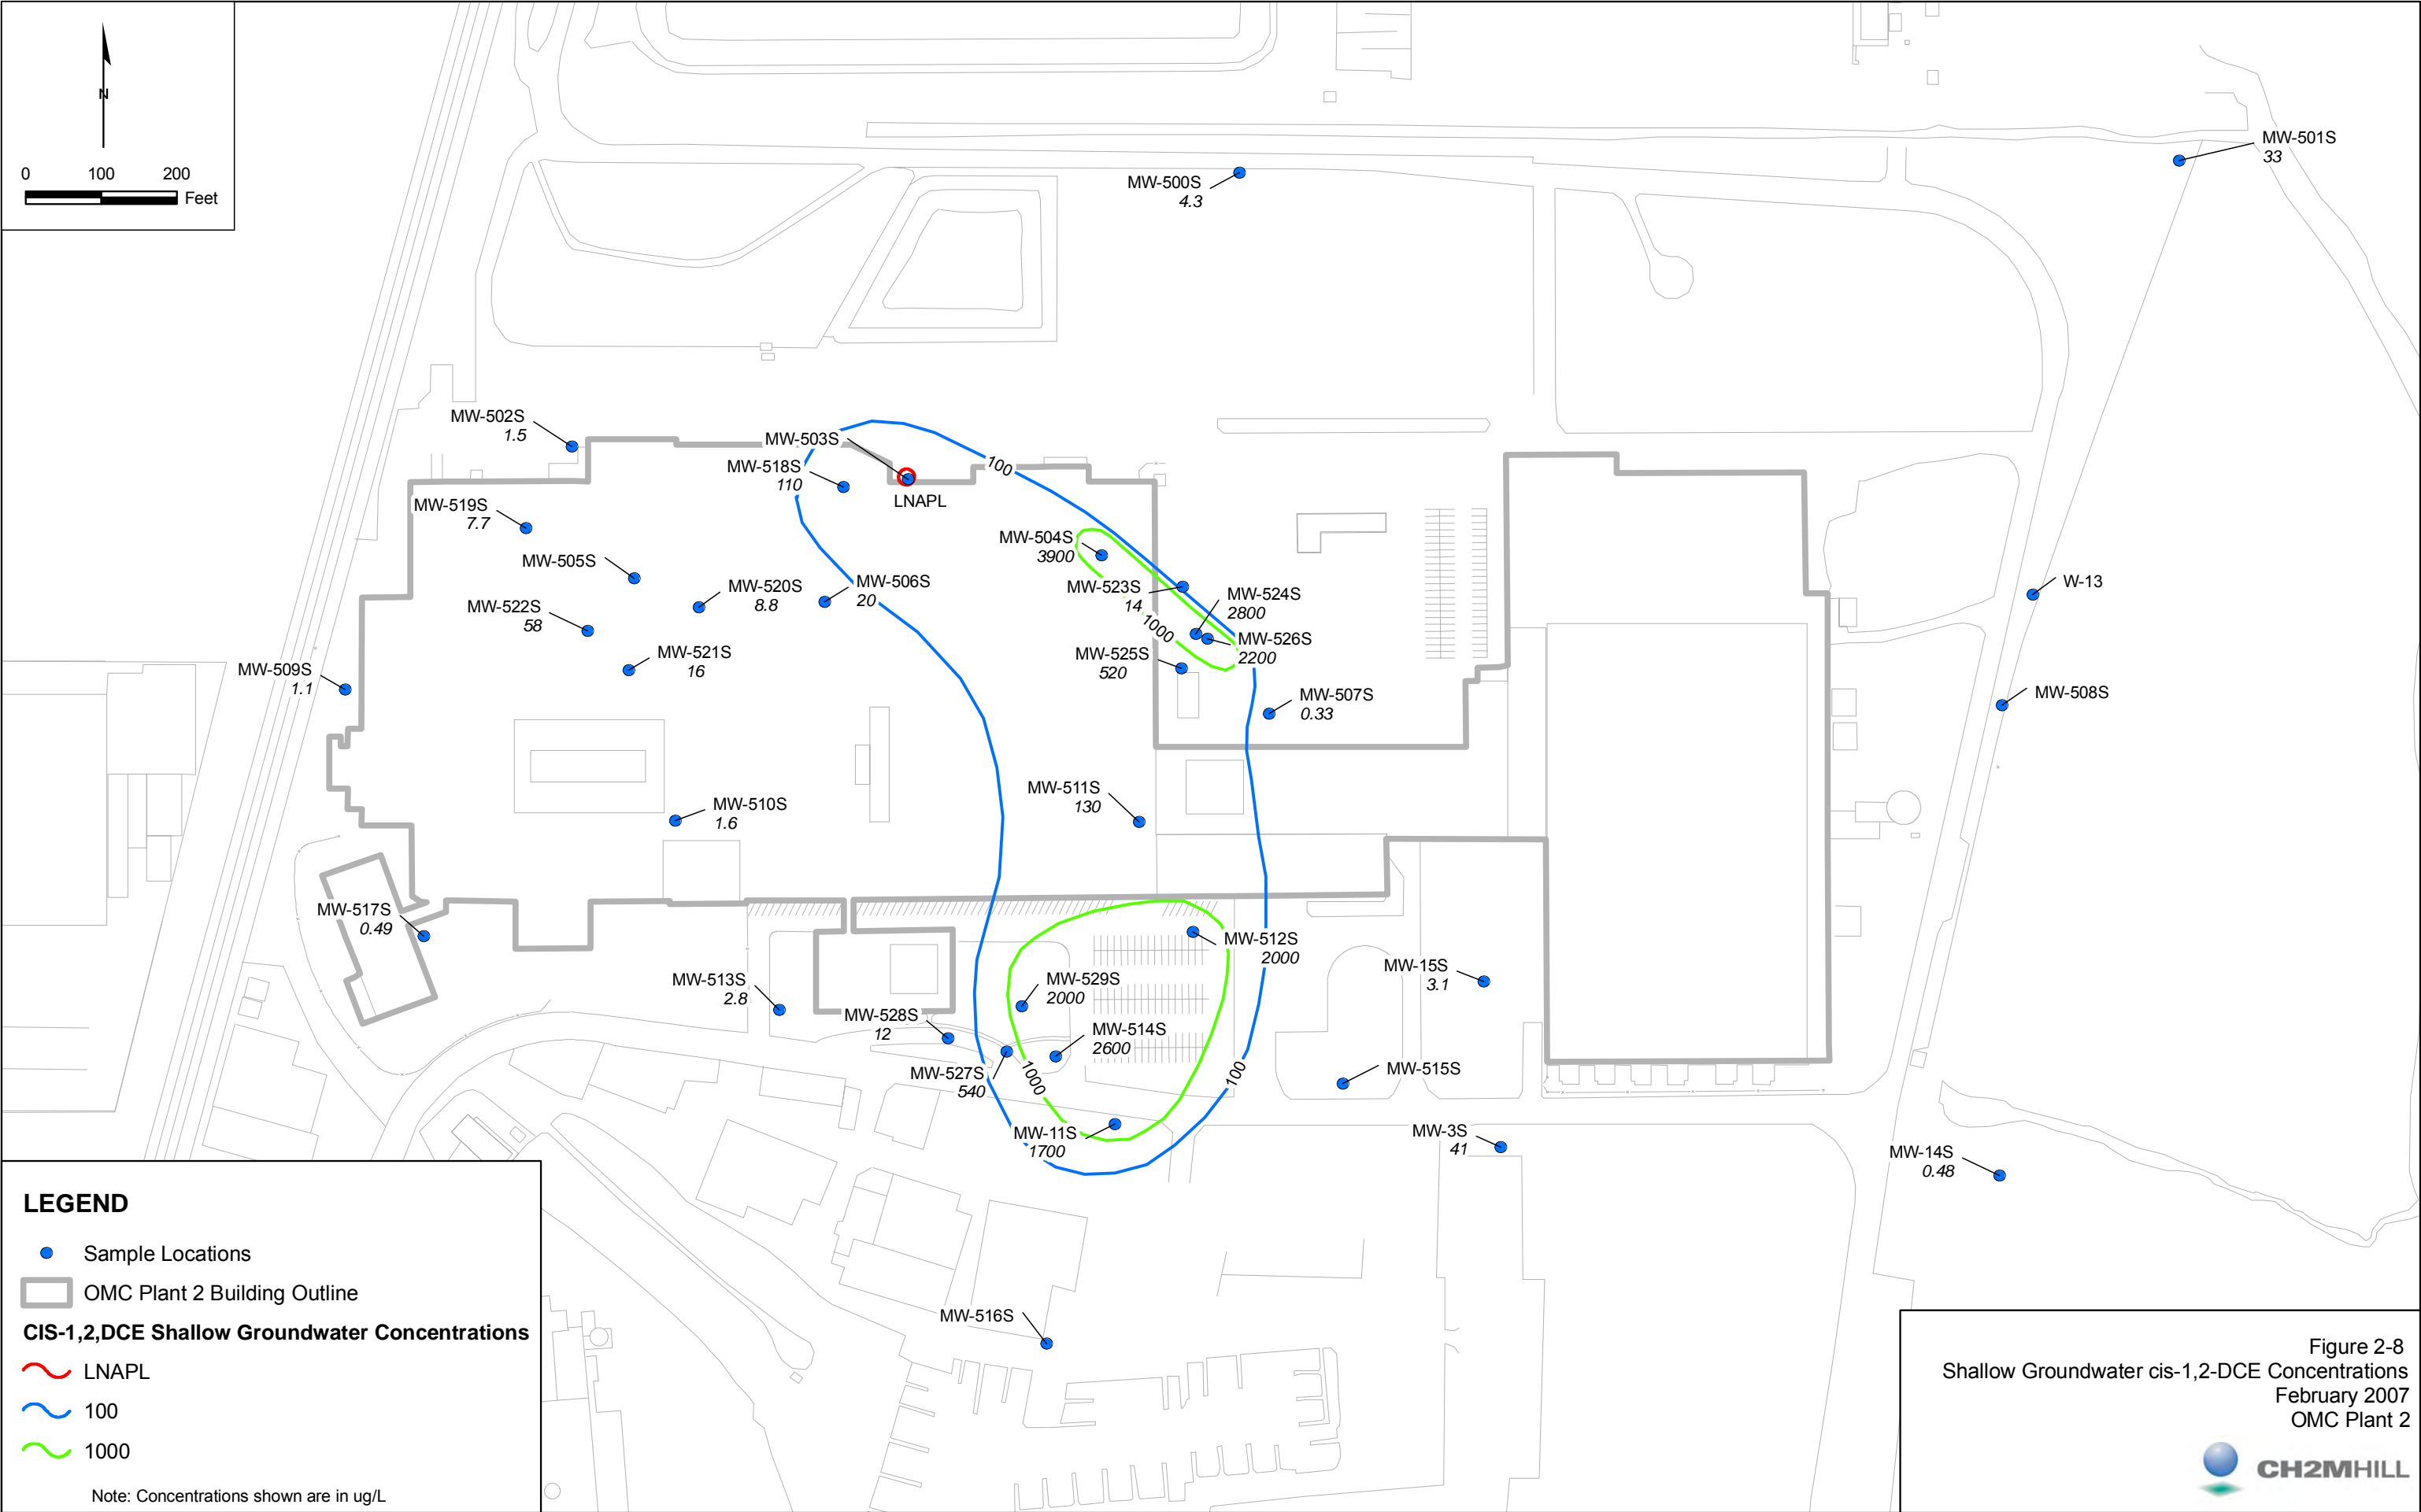 N
0 100 200
Feet
MW-501S
33
MW-500S
4.3
MW-502S
1.5
MW-503S
LNAPL
MW-518S
110
100
MW-519S
7.7
MW-504S
3900
MW-505S
MW-520S
8.8
MW-506S
20
MW-523S
14
MW-524S
2800
1000
W-13
MW-522S
58
MW-521S
16
MW-525S
520
MW-526S
2200
MW-509S
1.1
MW-507S
0.33
MW-508S
MW-511S
130
MW-510S
1.6
MW-517S
0.49
MW-512S
2000
MW-513S
2.8
MW-529S
2000
MW-15S
3.1
MW-528S
12
MW-514S
2600
MW-527S
540
1000
100
MW-515S
MW-11S
1700
MW-3S
41
MW-14S
0.48
MW-516S
LEGEND
Sample Locations
OMC Plant 2 Building Outline
CIS-1,2,DCE Shallow Groundwater Concentrations
LNAPL
100
1000
Note: Concentrations shown are in ug/L
Figure 2-8
Shallow Groundwater cis-1,2-DCE Concentrations
February 2007
OMC Plant 2
CH2MHILL